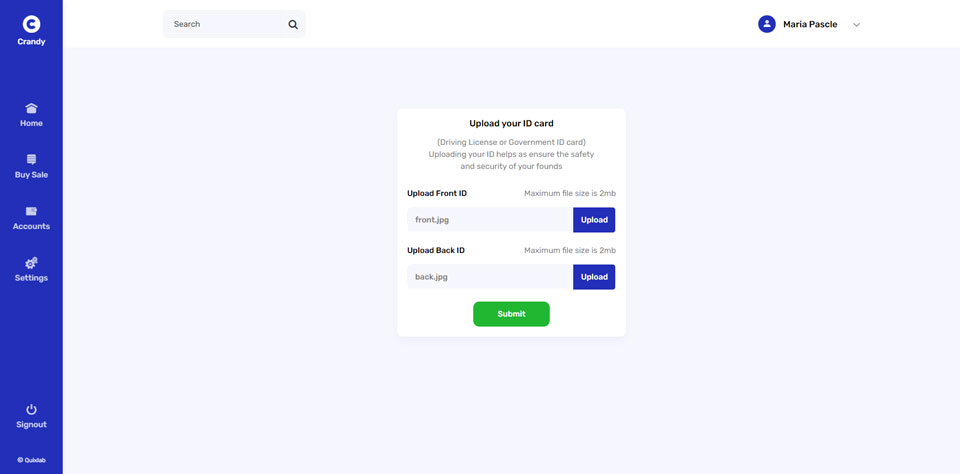 Crandy
Search
Maria Pascle
Home
Buy Sale
Accounts
Settings
Signout
© Quixlab
Upload your ID card
(Driving License or Government ID card)
Uploading your ID helps as ensure the safety
and security of your founds
Upload Front ID Maximum file size is 2mb
front.jpg Upload
Upload Back ID Maximum file size is 2mb
back.jpg Upload
Submit